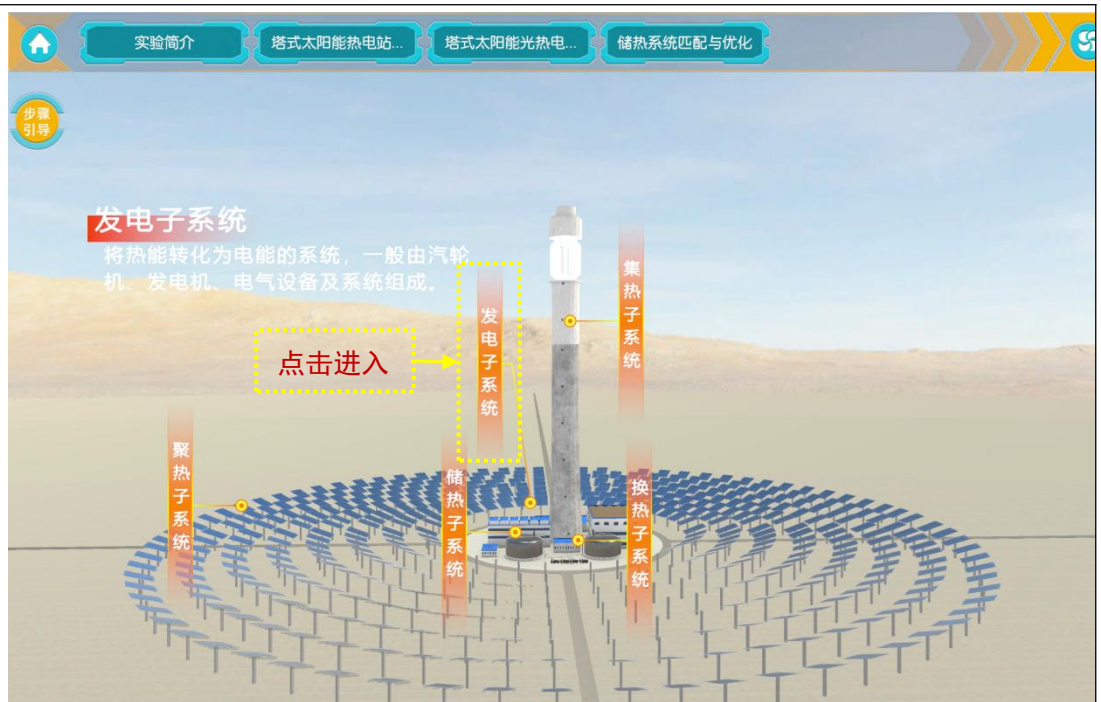 实验简介
塔式太阳能热电站...
塔式太阳能光热电...
储热系统匹配与优化
步骤
引导
发电子系统
将热能转化为电能的系统，一般由汽轮
机、发电机、电气设备及系统组成。
点击进入
发电子系统
集热子系统
聚热子系统
储热子系统
换热子系统